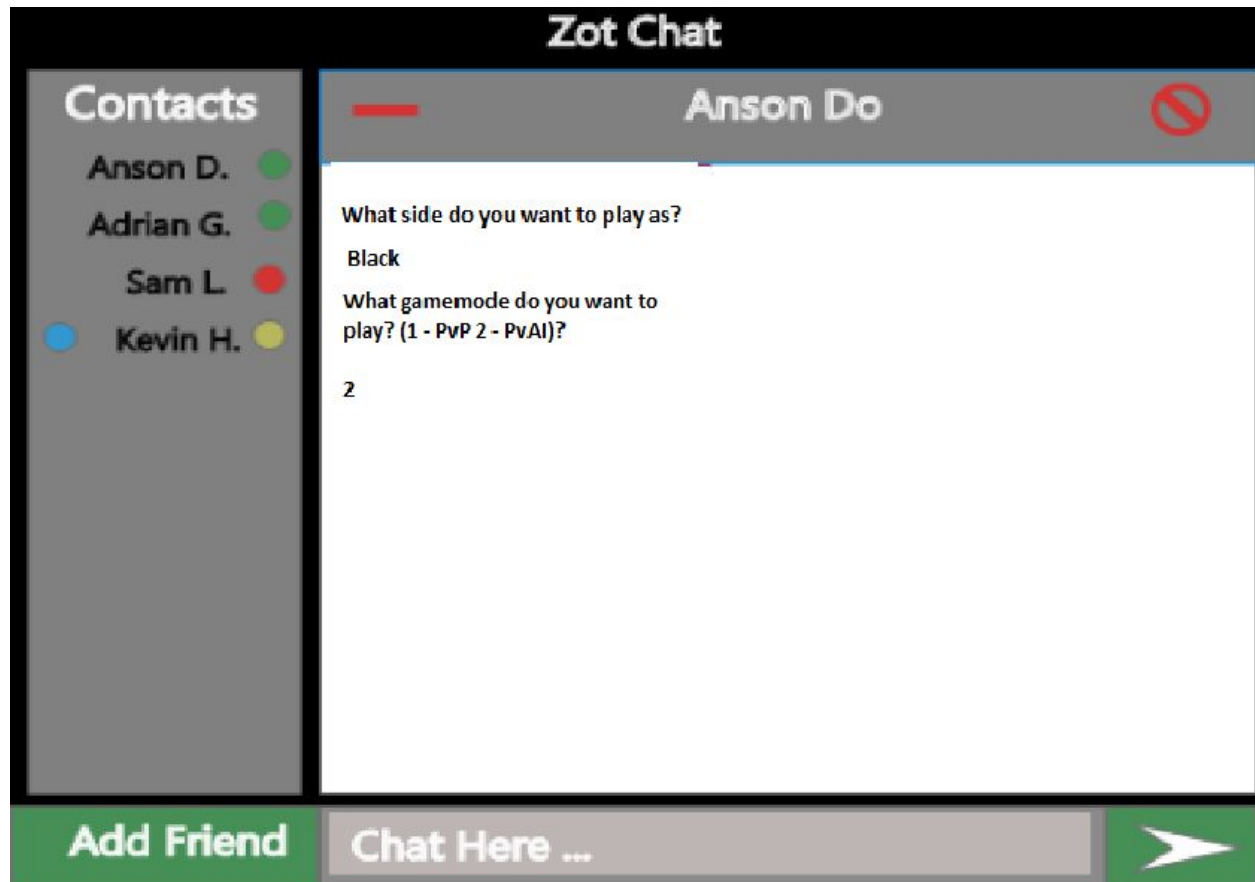 Zot Chat
Contacts
Anson D.
Adrian G.
Sam L.
Kevin H.
Anson Do
What side do you want to play as?
Black
What gamemode do you want to
play? (1 - PvP 2 - PvAI)?
2
Add Friend
Chat Here ...